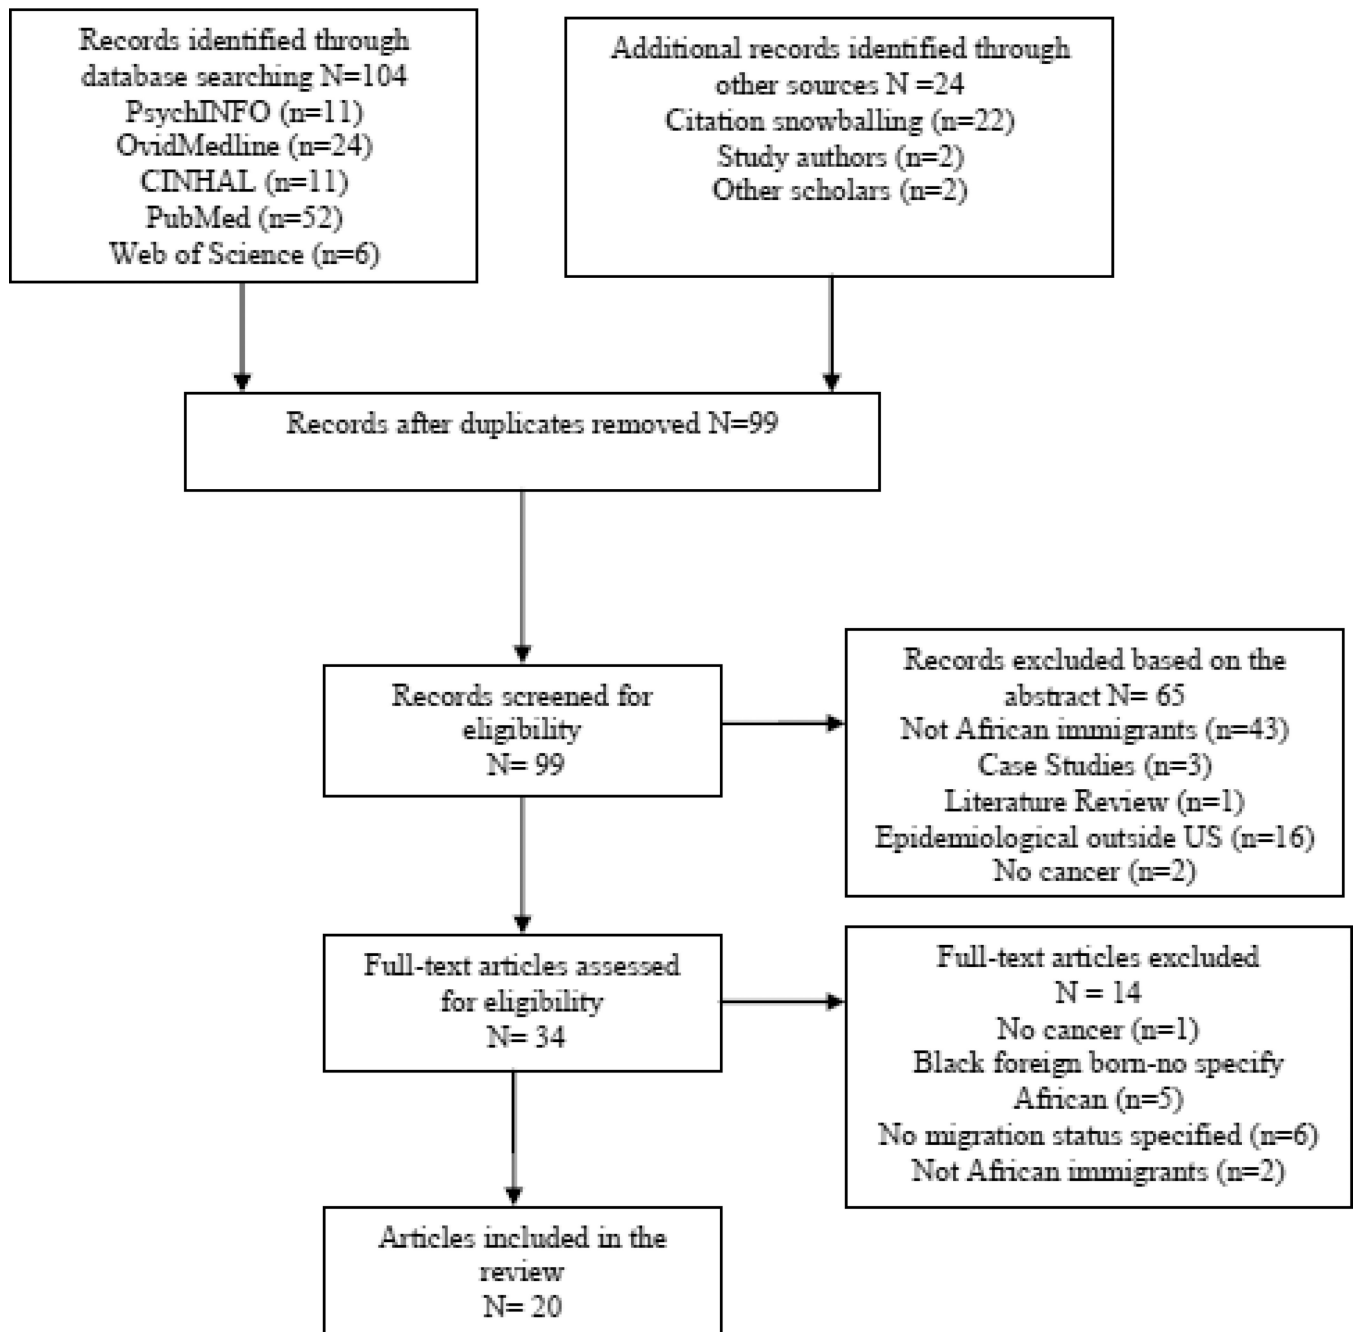 Records identified through
database searching N=104
PsychINFO (n=11)
OvidMedline (n=24)
CINHAL (n=11)
PubMed (n=52)
Web of Science (n=6)
Additional records identified through
other sources N =24
Citation snowballing (n=22)
Study authors (n=2)
Other scholars (n=2)
Records after duplicates removed N=99
Records screened for
eligibility
N= 99
Records excluded based on the
abstract N= 65
Not African immigrants (n=43)
Case Studies (n=3)
Literature Review (n=1)
Epidemiological outside US (n=16)
No cancer (n=2)
Full-text articles assessed
for eligibility
N= 34
Full-text articles excluded
N = 14
No cancer (n=1)
Black foreign born-no specify
African (n=5)
No migration status specified (n=6)
Not African immigrants (n=2)
Articles included in the
review
N= 20